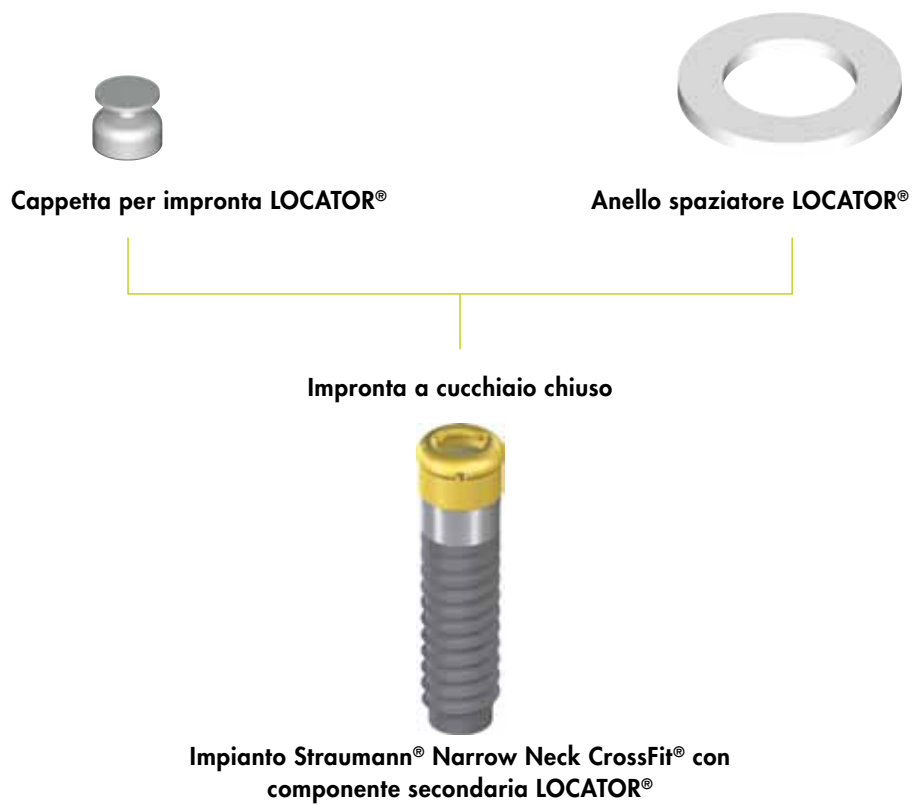 Cappetta per impronta LOCATOR®
Anello spaziatore LOCATOR®
Impronta a cucchiaio chiuso
Impianto Straumann® Narrow Neck CrossFit® con
componente secondaria LOCATOR®